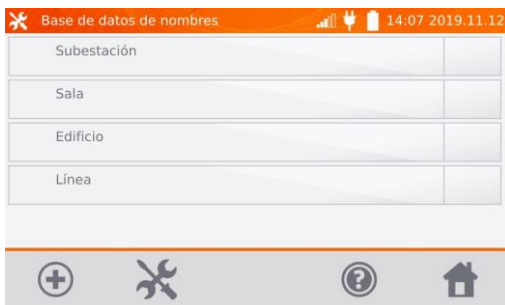 Base de datos de nombres 14:07 2019.11.12
Subestación
Sala
Edificio
Línea